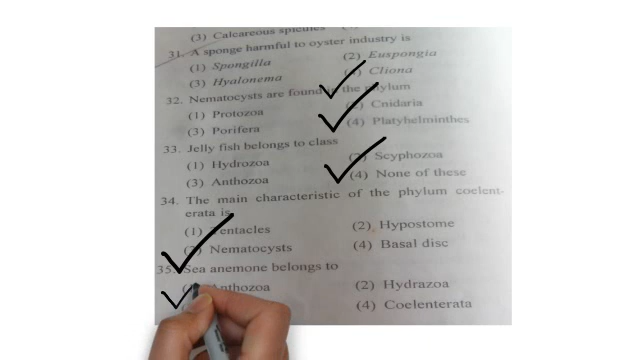 (3) Calcareous spicules
31. A sponge harmful to oyster industry is
(1) Spongilla (2) Euspongia
(3) Hyalonema (4) Cliona
32. Nematocysts are found in the phylum
(1) Protozoa (2) Cnidaria
(3) Porifera (4) Platyhelminthes
33. Jelly fish belongs to class
(1) Hydrozoa (2) Scyphozoa
(3) Anthozoa (4) None of these
34. The main characteristic of the phylum coelent-
erata is
(1) Tentacles (2) Hypostome
(3) Nematocysts (4) Basal disc
35. Sea anemone belongs to
(1) Anthozoa (2) Hydrazoa
(4) Coelenterata